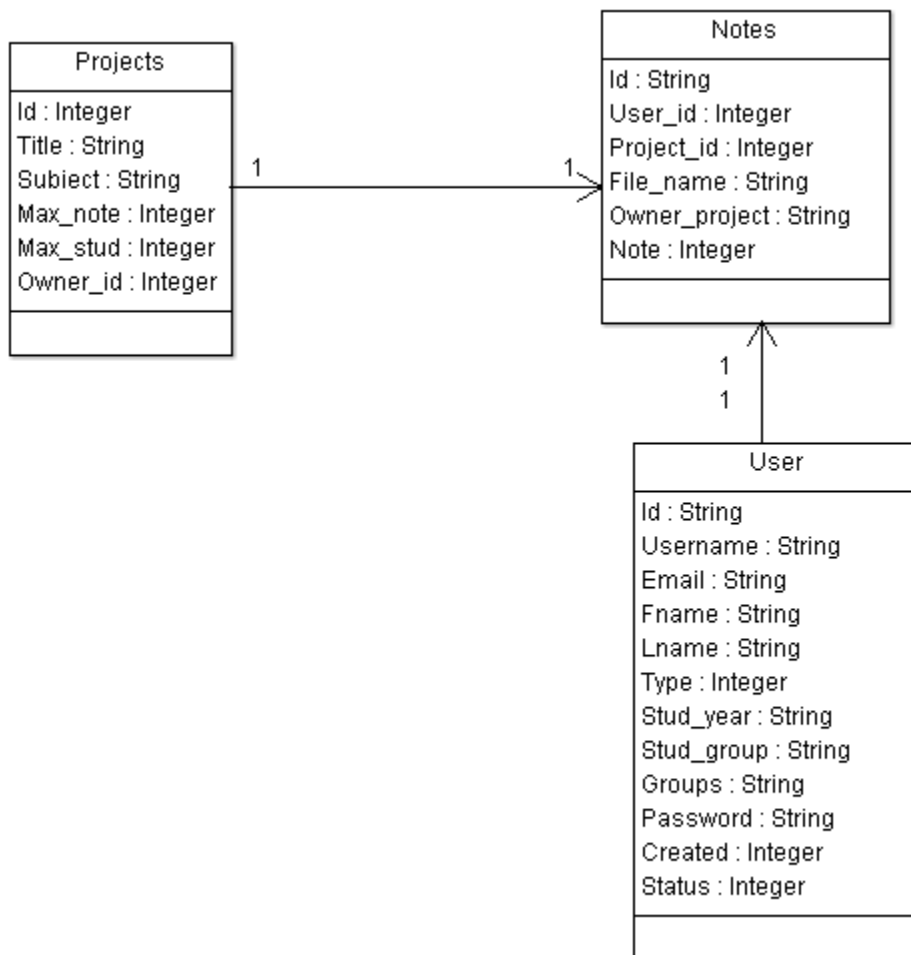 Projects
Id : Integer
Title : String
Subiect : String
Max_note : Integer
Max_stud : Integer
Owner_id : Integer
1
1
Notes
Id : String
User_id : Integer
Project_id : Integer
File_name : String
Owner_project : String
Note : Integer
1
1
User
Id : String
Username : String
Email : String
Fname : String
Lname : String
Type : Integer
Stud_year : String
Stud_group : String
Groups : String
Password : String
Created : Integer
Status : Integer